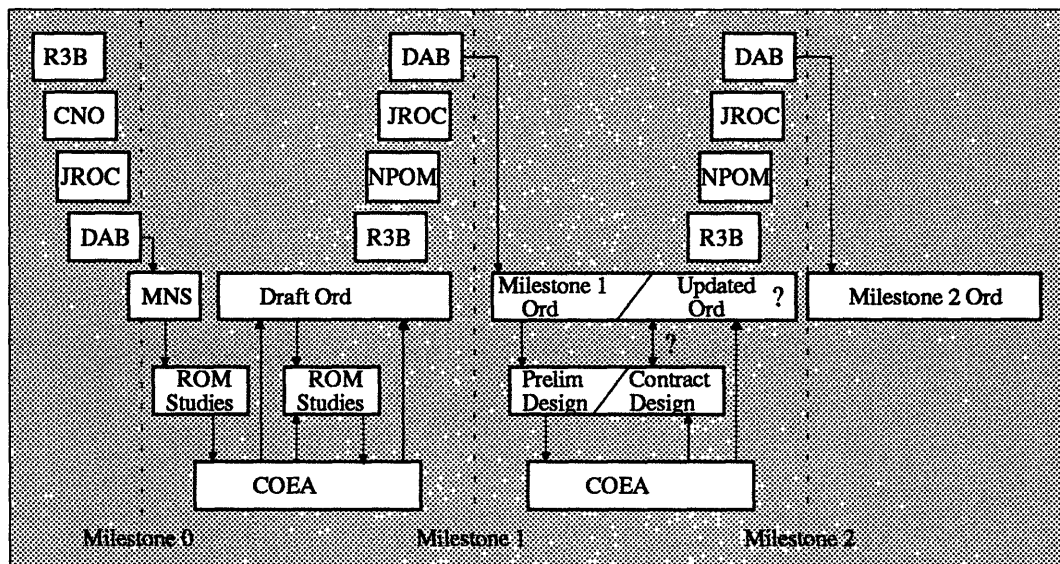 R3B
DAB
DAB
CNO
JROC
JROC
JROC
NPOM
NPOM
DAB
R3B
R3B
MNS
Draft Ord
Milestone 1
Ord
Updated
Ord
?
Milestone 2 Ord
?
ROM
Studies
ROM
Studies
Prelim
Design
Contract
Design
COEA
COEA
Milestone 0
Milestone 1
Milestone 2